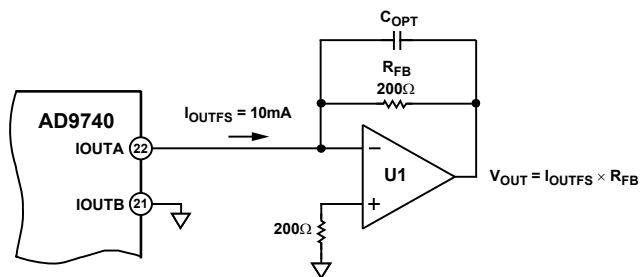 C_OPT
R_FB
200Ω
AD9740
I_OUTFS = 10mA
IOUTA 22
−
U1
V_OUT = I_OUTFS × R_FB
IOUTB 21
+
200Ω